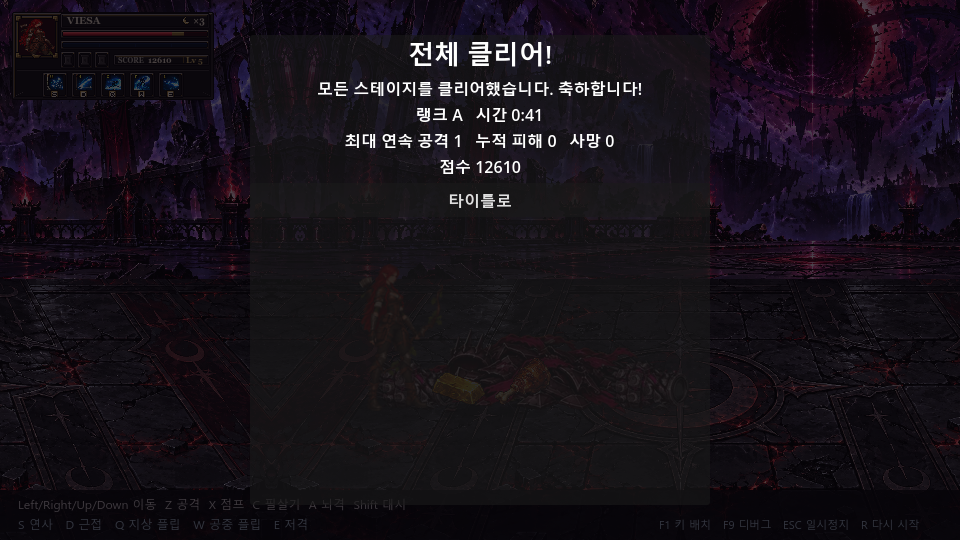 VIESA
×3
SCORE 12610 Lv 5
S D Q W E
전체 클리어!
모든 스테이지를 클리어했습니다. 축하합니다!
랭크 A 시간 0:41
최대 연속 공격 1 누적 피해 0 사망 0
점수 12610
타이틀로
Left/Right/Up/Down 이동 Z 공격 X 점프 C 필살기 A 뇌격 Shift 대시
S 연사 D 근접 Q 지상 플립 W 공중 플립 E 저격
F1 키 배치 F9 디버그 ESC 일시정지 R 다시 시작